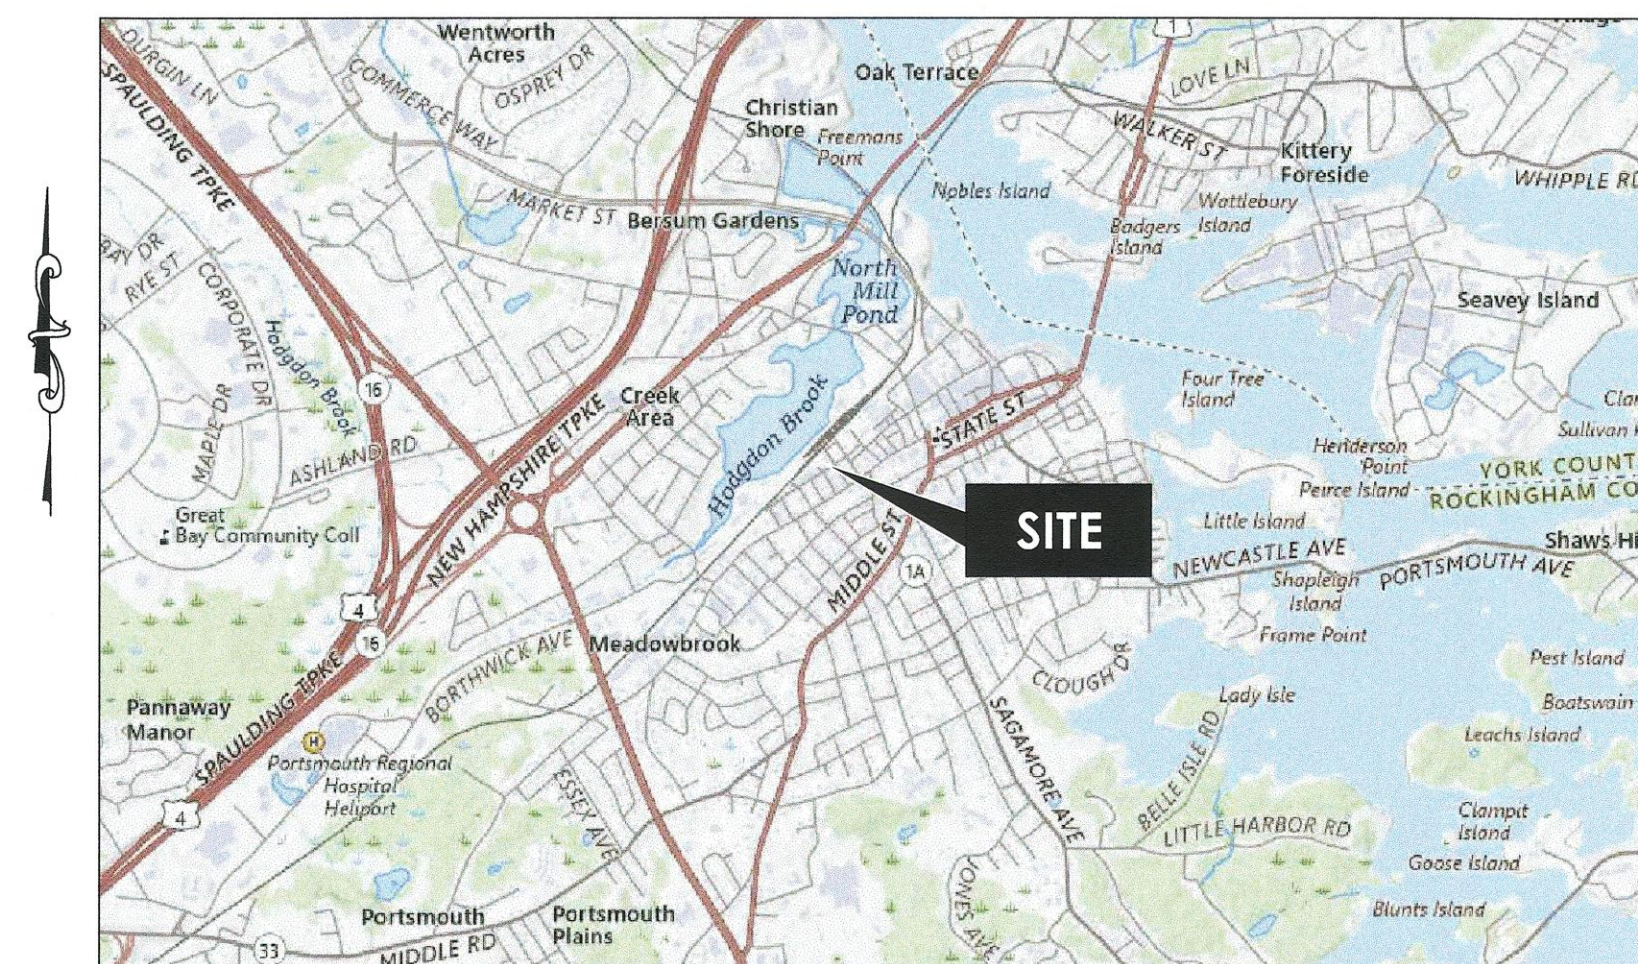 Wentworth
Acres
DURGIN LN
SPAULDING TPKE
COMMERCE WAY
OSPREY DR
Oak Terrace
1
LOVE LN
Christian
Shore
Freemans
Point
WALKER ST
Kittery
Foreside
WHIPPLE RD
Nobles Island
Wattlebury
Island
Badgers
Island
MARKET ST
Bersum Gardens
BAY DR
RYE ST
CORPORATE DR
North
Mill
Pond
Seavey Island
Hodgdon Brook
16
MAPLE DR
ASHLAND RD
Creek
Area
Four Tree
Island
Hodgdon Brook
STATE ST
NEW HAMPSHIRE TPKE
Henderson
Point
Sullivan
YORK COUNT
Peirce Island
ROCKINGHAM CO
Great
Bay Community Coll
SITE
Little Island
MIDDLE ST
1A
NEWCASTLE AVE
PORTSMOUTH AVE
Shaws Hi
Shapleigh
Island
Frame Point
4
16
Meadowbrook
BORTHWICK AVE
CLOUGH DR
Pest Island
Lady Isle
Boatswain
Pannaway
Manor
SPAULDING TPKE
H
Portsmouth Regional
Hospital
Heliport
SAGAMORE AVE
BELLE ISLE RD
Leachs Island
4
ESSEX AVE
LITTLE HARBOR RD
Clampit
Island
Goose Island
JONES AVE
Blunts Island
Portsmouth
Portsmouth
Plains
33
MIDDLE RD